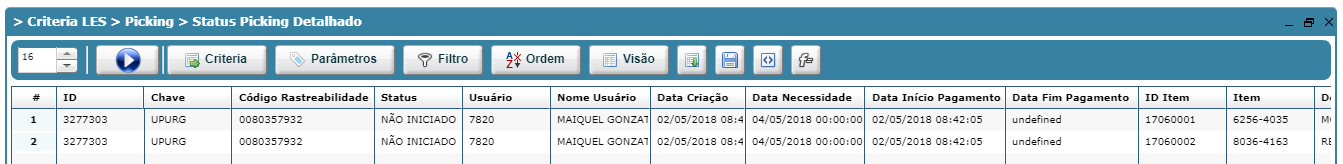 > Criteria LES > Picking > Status Picking Detalhado
16 Criteria Parâmetros Filtro Ordem Visão
# ID Chave Código Rastreabilidade Status Usuário Nome Usuário Data Criação Data Necessidade Data Início Pagamento Data Fim Pagamento ID Item Item
1 3277303 UPURG 0080357932 NÃO INICIADO 7820 MAIQUEL GONZAT 02/05/2018 08:4 04/05/2018 00:00:00 02/05/2018 08:42:05 undefined 17060001 6256-4035
2 3277303 UPURG 0080357932 NÃO INICIADO 7820 MAIQUEL GONZAT 02/05/2018 08:4 04/05/2018 00:00:00 02/05/2018 08:42:05 undefined 17060002 8036-4163